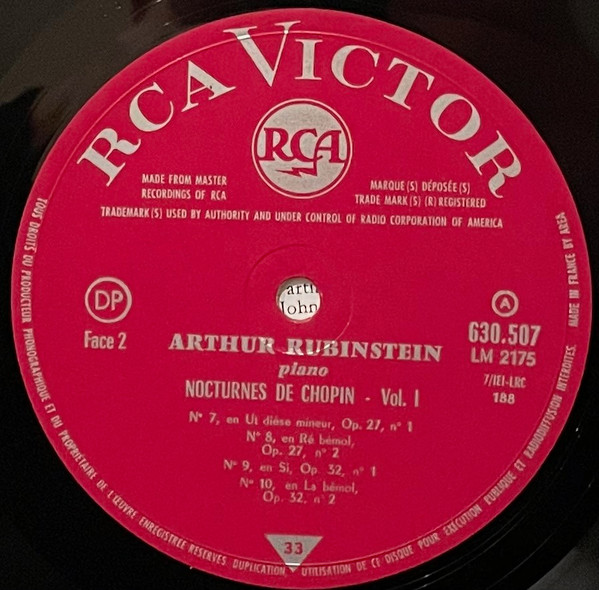 RCA VICTOR
RCA
MADE FROM MASTER
RECORDINGS OF RCA
MARQUE(S) DÉPOSÉE(S)
TRADE MARK(S) (R) REGISTERED
TRADEMARK(S) USED BY AUTHORITY AND UNDER CONTROL OF RADIO CORPORATION OF AMERICA
DP
Face 2
A
630.507
LM 2175
7/IEI-LRC
188
John
ARTHUR RUBINSTEIN
piano
NOCTURNES DE CHOPIN - Vol. I
N° 7, en Ut dièse mineur, Op. 27, n° 1
N° 8, en Ré bémol,
Op. 27, n° 2
N° 9, en Si, Op. 32, n° 1
N° 10, en La bémol,
Op. 32, n° 2
33
TOUS DROITS DU PRODUCTEUR PHONOGRAPHIQUE ET DU PROPRIÉTAIRE DE L'ŒUVRE ENREGISTRÉE RÉSERVÉS DUPLICATION - UTILISATION DE CE DISQUE POUR EXÉCUTION PUBLIQUE ET RADIODIFFUSION INTERDITES. MADE IN FRANCE BY AREA